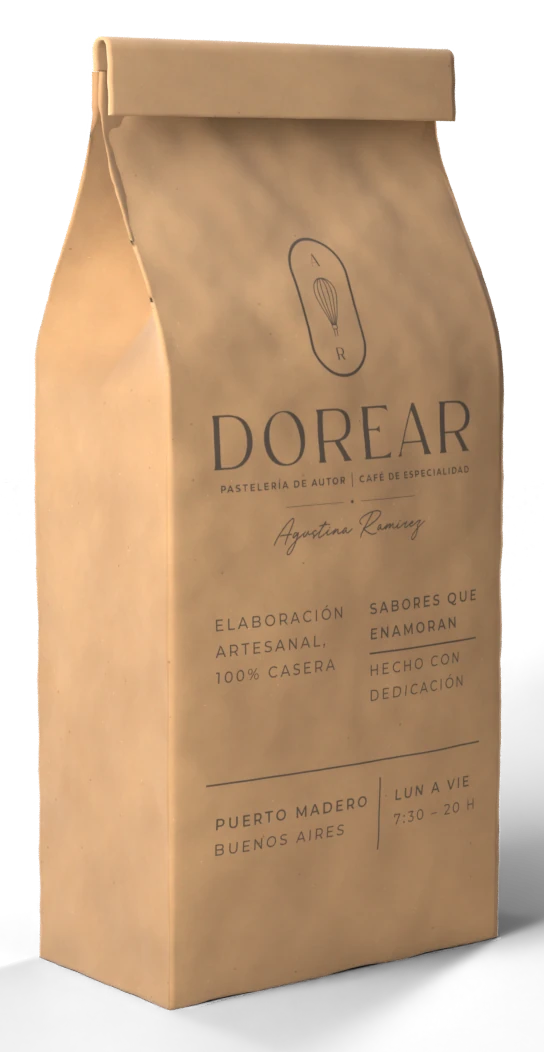 A
R
DOREAR
PASTELERÍA DE AUTOR | CAFÉ DE ESPECIALIDAD
Agustina Ramirez
ELABORACIÓN
ARTESANAL,
100% CASERA
SABORES QUE
ENAMORAN
HECHO CON
DEDICACIÓN
PUERTO MADERO
BUENOS AIRES
LUN A VIE
7:30 – 20 H